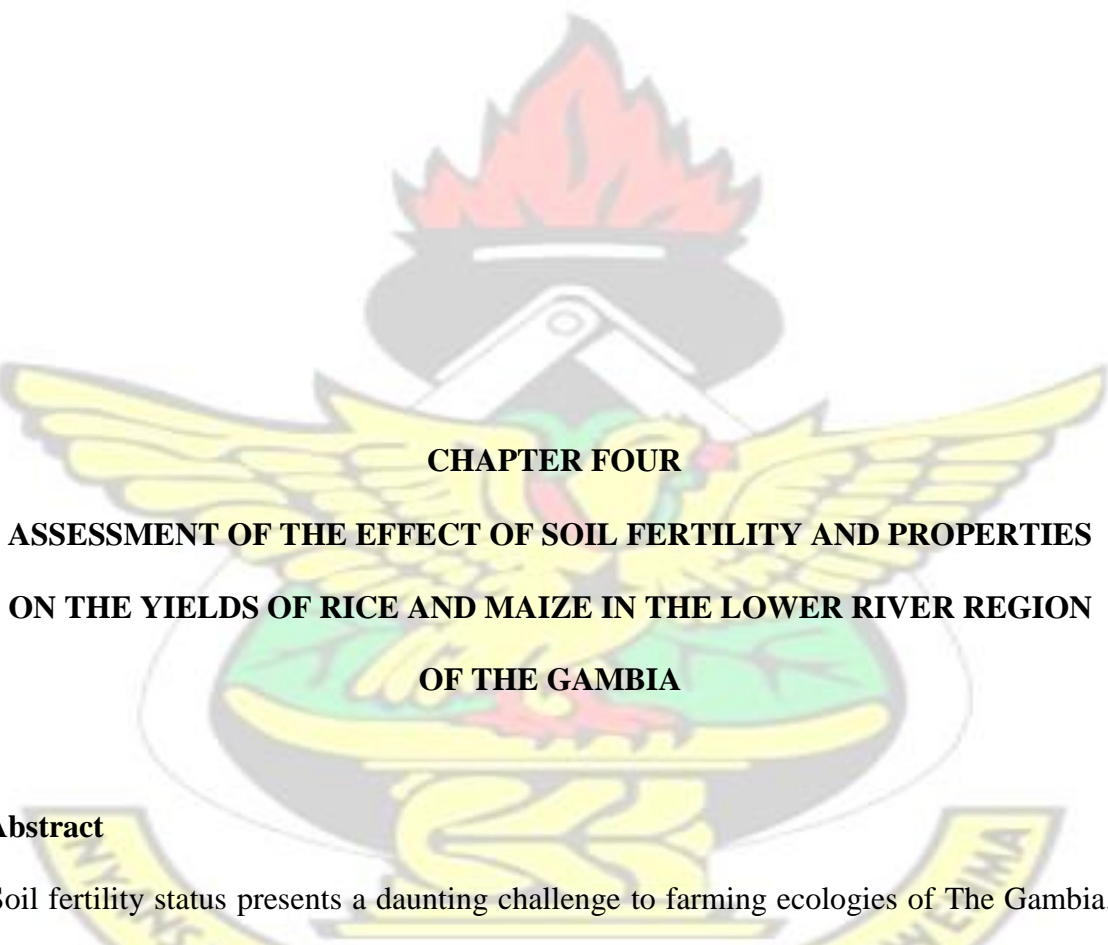 CHAPTER FOUR
ASSESSMENT OF THE EFFECT OF SOIL FERTILITY AND PROPERTIES
ON THE YIELDS OF RICE AND MAIZE IN THE LOWER RIVER REGION
OF THE GAMBIA
Abstract
Soil fertility status presents a daunting challenge to farming ecologies of The Gambia.